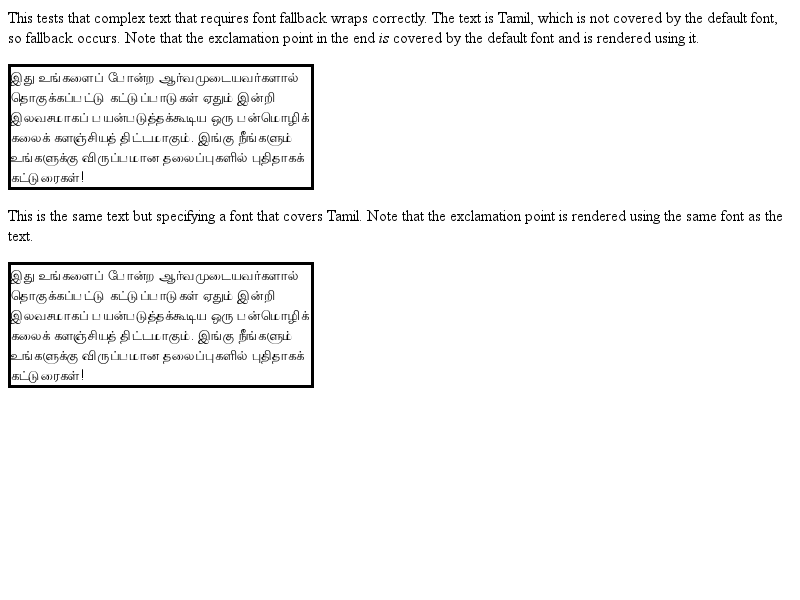 This tests that complex text that requires font fallback wraps correctly. The text is Tamil, which is not covered by the default font,
so fallback occurs. Note that the exclamation point in the end is covered by the default font and is rendered using it.
இது உங்களைப் போன்ற ஆர்வமுடையவர்களால்
தொகுக்கப்பட்டு கட்டுப்பாடுகள் ஏதும் இன்றி
இலவசமாகப் பயன்படுத்தக்கூடிய ஒரு பன்மொழிக்
கலைக் களஞ்சியத் திட்டமாகும். இங்கு நீங்களும்
உங்களுக்கு விருப்பமான தலைப்புகளில் புதிதாகக்
கட்டுரைகள்!
This is the same text but specifying a font that covers Tamil. Note that the exclamation point is rendered using the same font as the
text.
இது உங்களைப் போன்ற ஆர்வமுடையவர்களால்
தொகுக்கப்பட்டு கட்டுப்பாடுகள் ஏதும் இன்றி
இலவசமாகப் பயன்படுத்தக்கூடிய ஒரு பன்மொழிக்
கலைக் களஞ்சியத் திட்டமாகும். இங்கு நீங்களும்
உங்களுக்கு விருப்பமான தலைப்புகளில் புதிதாகக்
கட்டுரைகள்!